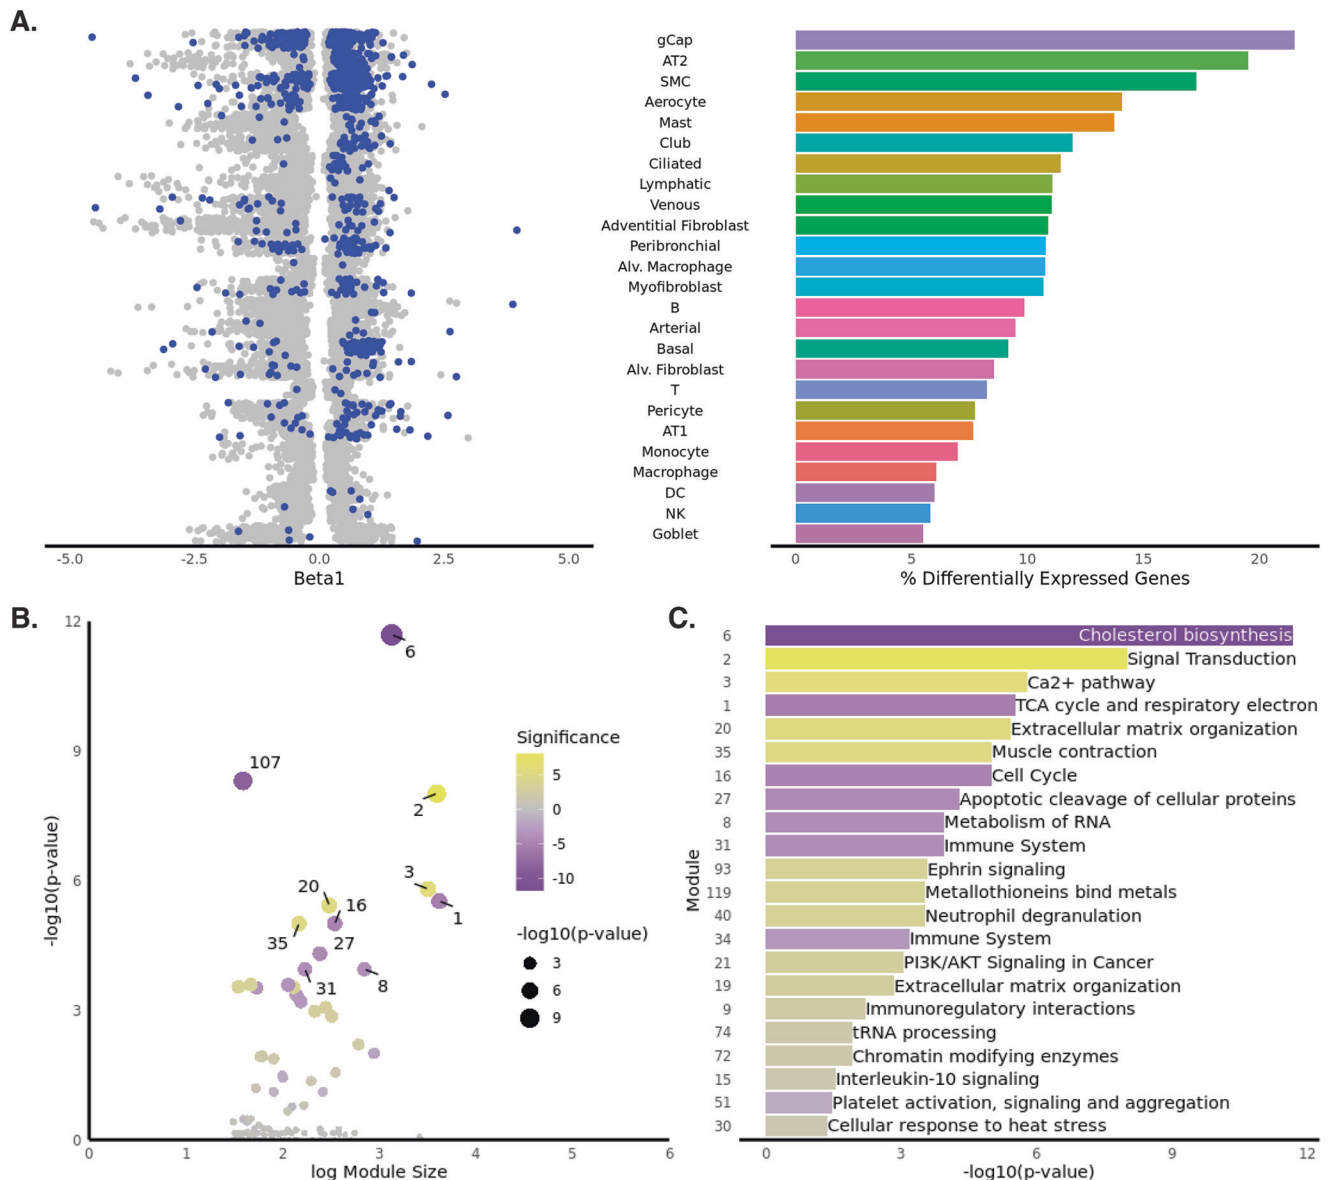 A.
gCap
AT2
SMC
Aerocyte
Mast
Club
Ciliated
Lymphatic
Venous
Adventitial Fibroblast
Peribronchial
Alv. Macrophage
Myofibroblast
B
Arterial
Basal
Alv. Fibroblast
T
Pericyte
AT1
Monocyte
Macrophage
DC
NK
Goblet
-5.0 -2.5 0.0 2.5 5.0
Beta1
0 5 10 15 20
% Differentially Expressed Genes
B.
12
9
6
3
0
-log10(p-value)
6
107
2
3
1
20
16
35
27
31
8
Significance
5
0
-5
-10
-log10(p-value)
3
6
9
0 1 2 3 4 5 6
log Module Size
C.
Module
6 Cholesterol biosynthesis
2 Signal Transduction
3 Ca2+ pathway
1 TCA cycle and respiratory electron
20 Extracellular matrix organization
35 Muscle contraction
16 Cell Cycle
27 Apoptotic cleavage of cellular proteins
8 Metabolism of RNA
31 Immune System
93 Ephrin signaling
119 Metallothioneins bind metals
40 Neutrophil degranulation
34 Immune System
21 PI3K/AKT Signaling in Cancer
19 Extracellular matrix organization
9 Immunoregulatory interactions
74 tRNA processing
72 Chromatin modifying enzymes
15 Interleukin-10 signaling
51 Platelet activation, signaling and aggregation
30 Cellular response to heat stress
0 3 6 9 12
-log10(p-value)